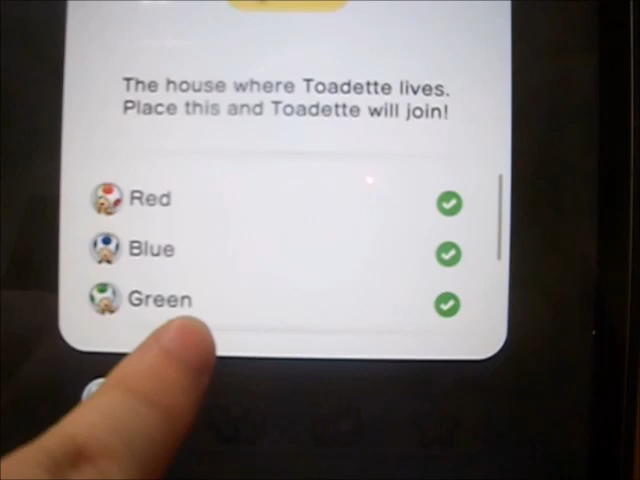 The house where Toadette lives.
Place this and Toadette will join!
Red
Blue
Green